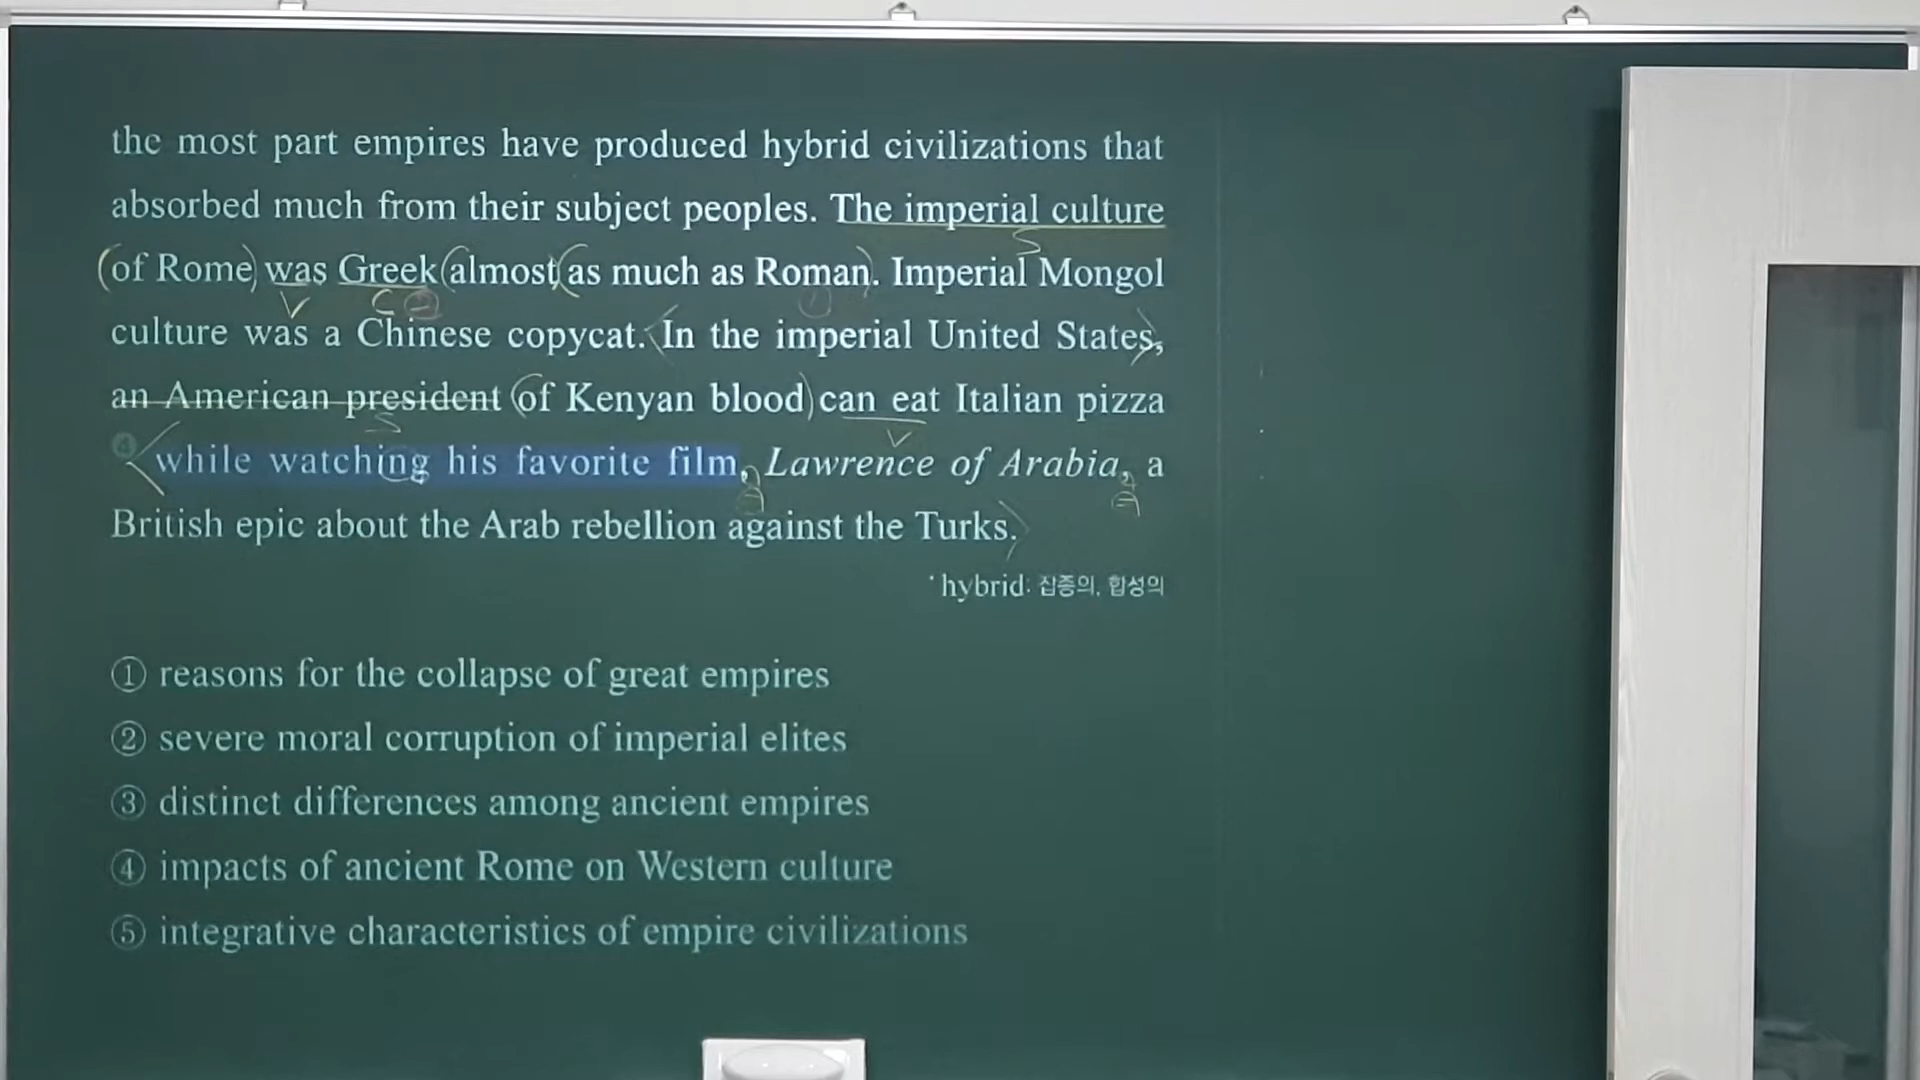 the most part empires have produced hybrid civilizations that
absorbed much from their subject peoples. The imperial culture
S
(of Rome) was Greek (almost (as much as Roman). Imperial Mongol
V C ② ①
culture was a Chinese copycat. <In the imperial United States>,
an American president (of Kenyan blood) can eat Italian pizza
S V
④ <while watching his favorite film, Lawrence of Arabia, a
British epic about the Arab rebellion against the Turks.>
*hybrid: 잡종의, 합성의
① reasons for the collapse of great empires
② severe moral corruption of imperial elites
③ distinct differences among ancient empires
④ impacts of ancient Rome on Western culture
⑤ integrative characteristics of empire civilizations